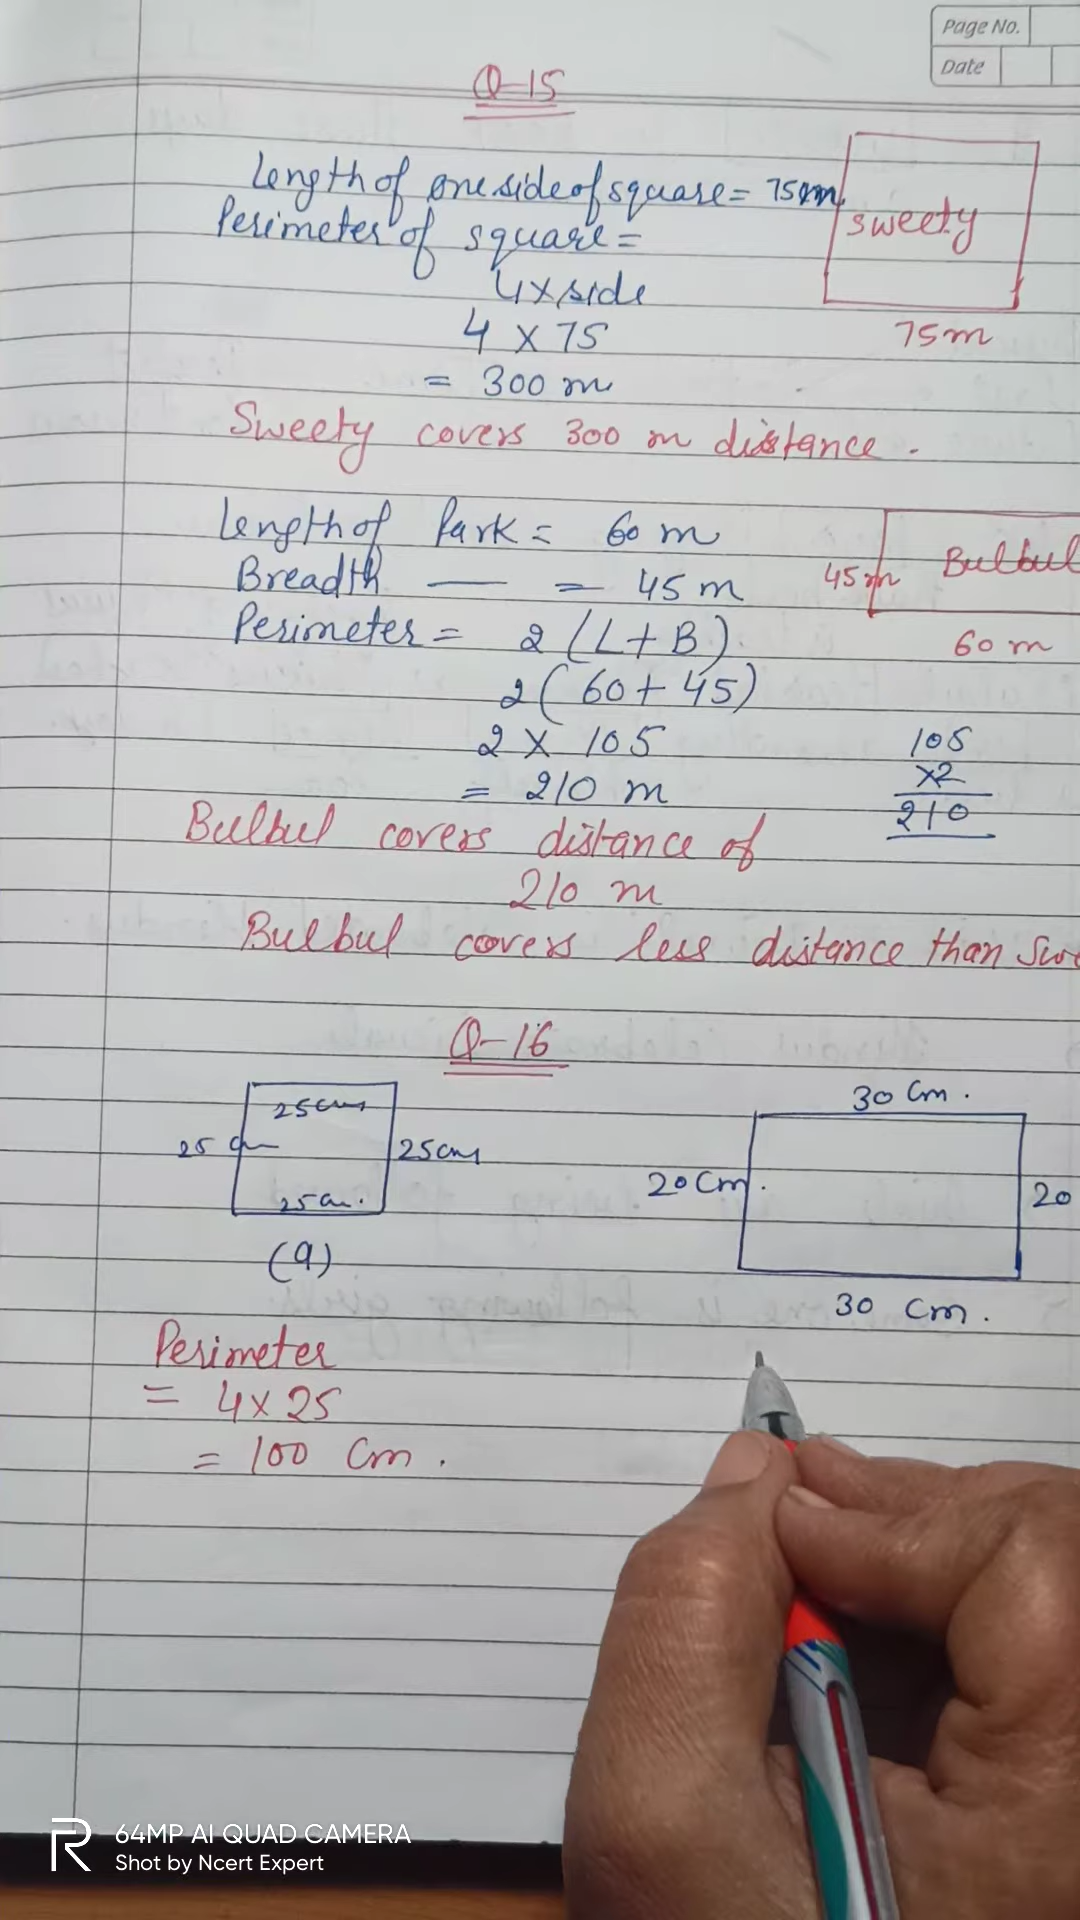 Page No.
Date
Q-15
Length of one side of square = 75m
Perimeter of square =
4 x side
4 x 75
= 300 m
sweety
75m
Sweety covers 300 m distance.
Length of Park = 60 m
Breadth — = 45 m
Perimeter = 2 (L+B)
2(60+45)
2 x 105
= 210 m
45m
Bulbul
60 m
105
x2
210
Bulbul covers distance of
210 m
Bulbul covers less distance than
Q-16
25cm
25 cm
25cm
25cm.
(a)
30 Cm.
20 Cm.
20
30 Cm.
Perimeter
= 4x25
= 100 Cm.
R
64MP AI QUAD CAMERA
Shot by Ncert Expert